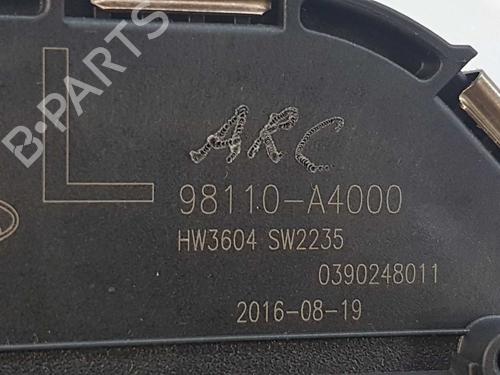 B-PARTS
ARC
L
98110-A4000
HW3604 SW2235
0390248011
2016-08-19